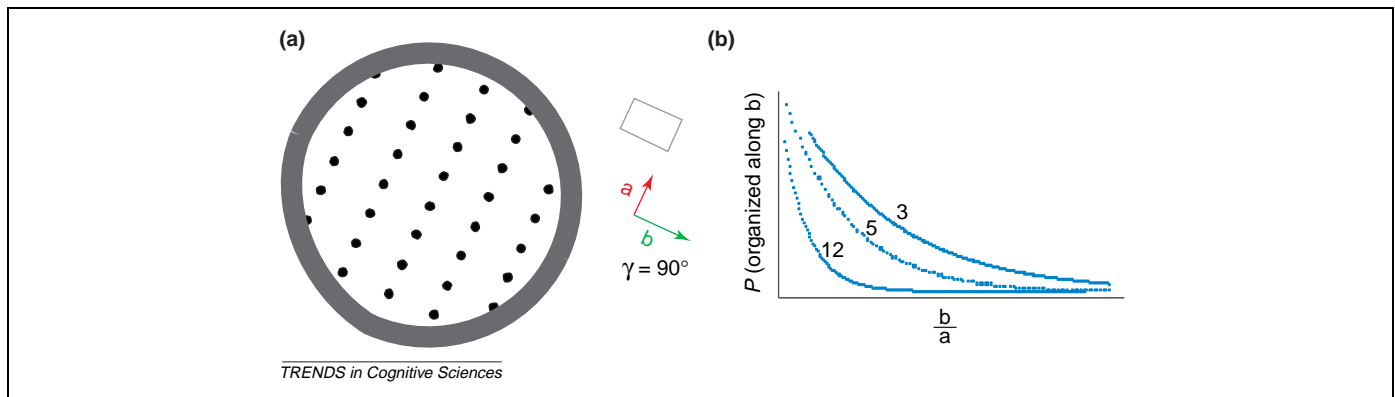 (a)
a
b
γ = 90°
TRENDS in Cognitive Sciences
(b)
P (organized along b)
3
5
12
b
a